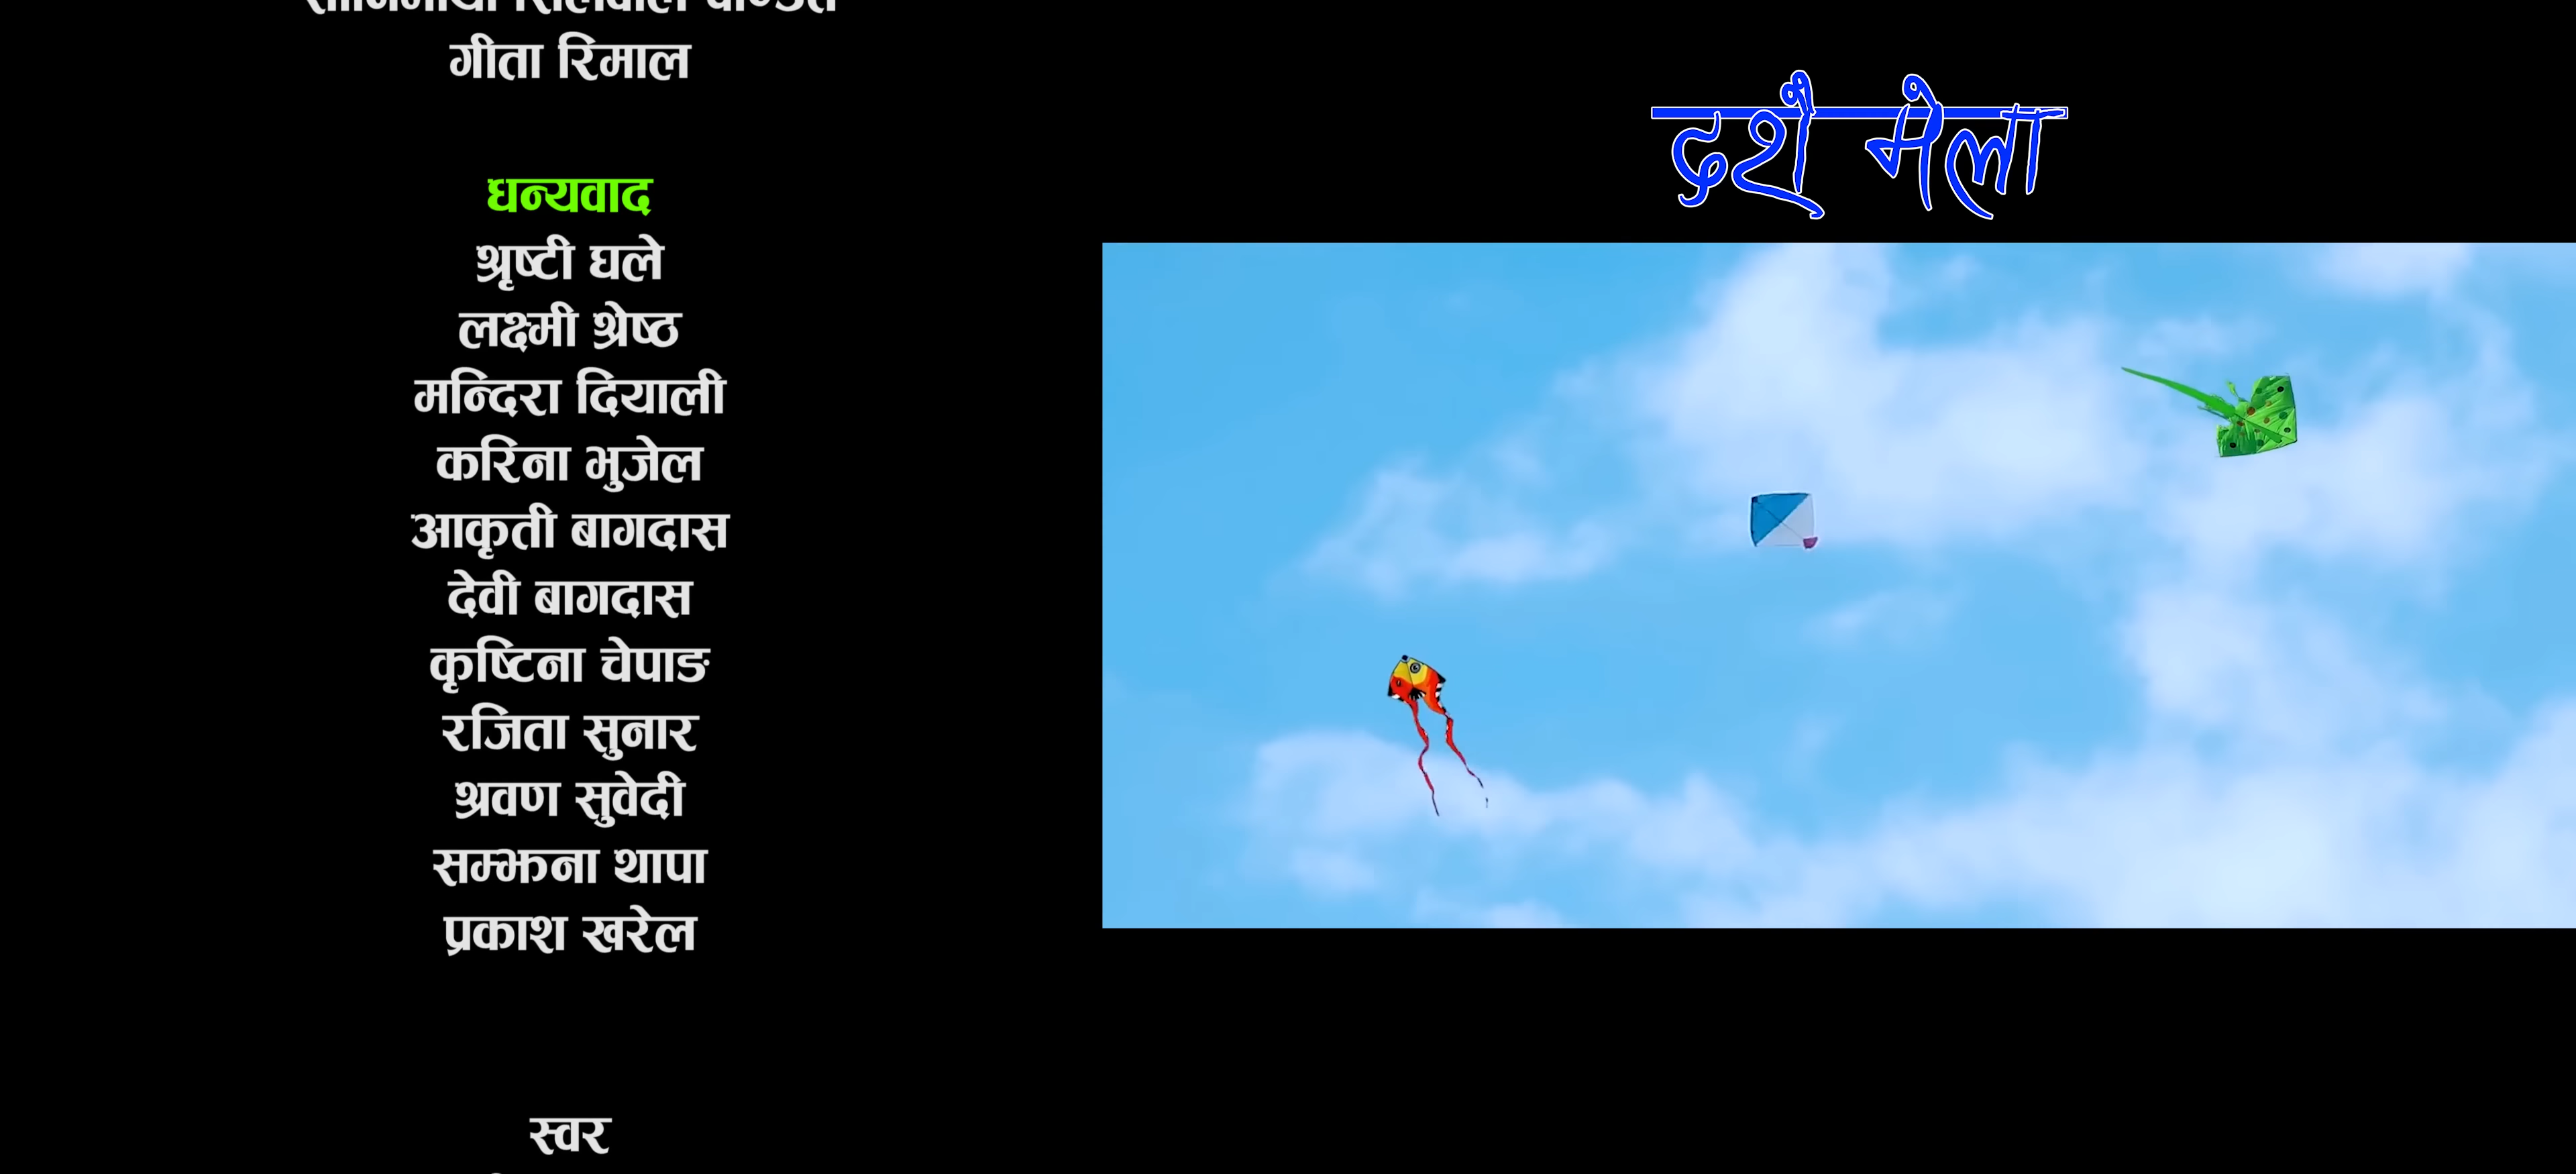 गीता रिमाल
धन्यवाद
श्रृष्टी घले
लक्ष्मी श्रेष्ठ
मन्दिरा दियाली
करिना भुजेल
आकृती बागदास
देवी बागदास
कृष्टिना चेपाङ
रजिता सुनार
श्रवण सुवेदी
सम्झना थापा
प्रकाश खरेल
स्वर
दशैं मेला